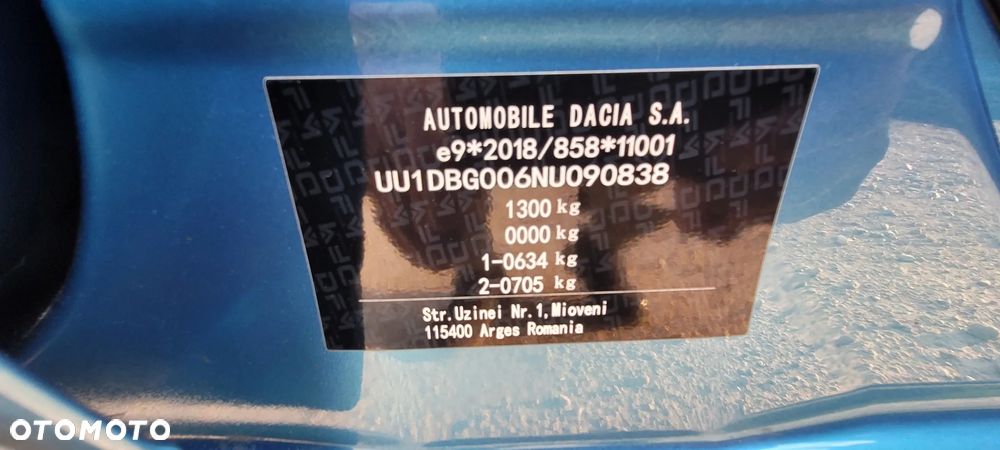 AUTOMOBILE DACIA S.A.
e9*2018/858*11001
UU1DBG006NU090838
1300 kg
0000 kg
1-0634 kg
2-0705 kg
Str.Uzinei Nr.1,Mioveni
115400 Arges Romania
OTOMOTO